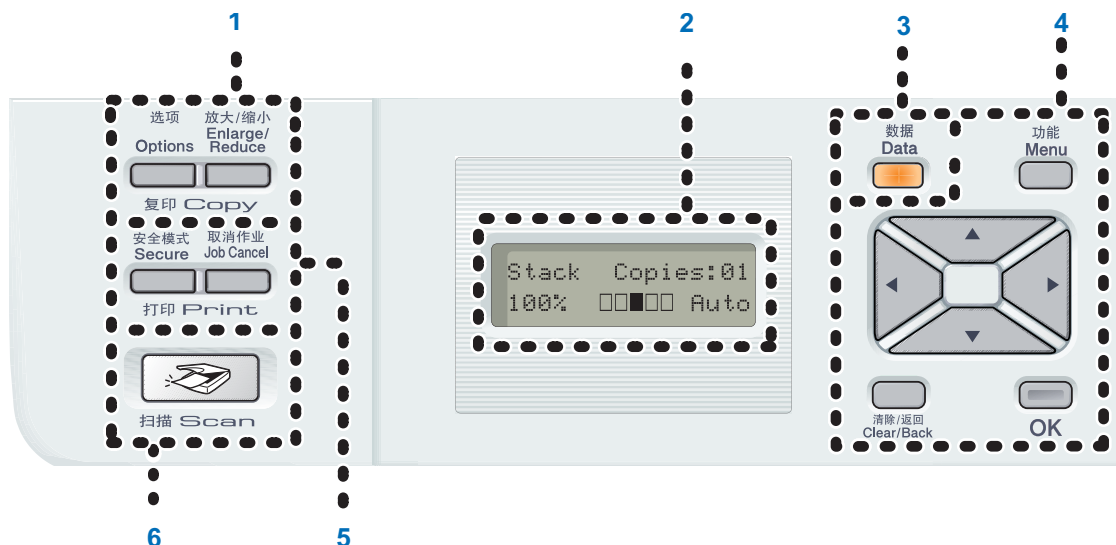 1
2
3
4
选项
放大/缩小
Options
Enlarge/
Reduce
复印 Copy
安全模式
取消作业
Secure
Job Cancel
打印 Print
扫描 Scan
Stack Copies:01
100% □□■□□ Auto
数据
Data
功能
Menu
清除/返回
Clear/Back
OK
6
5